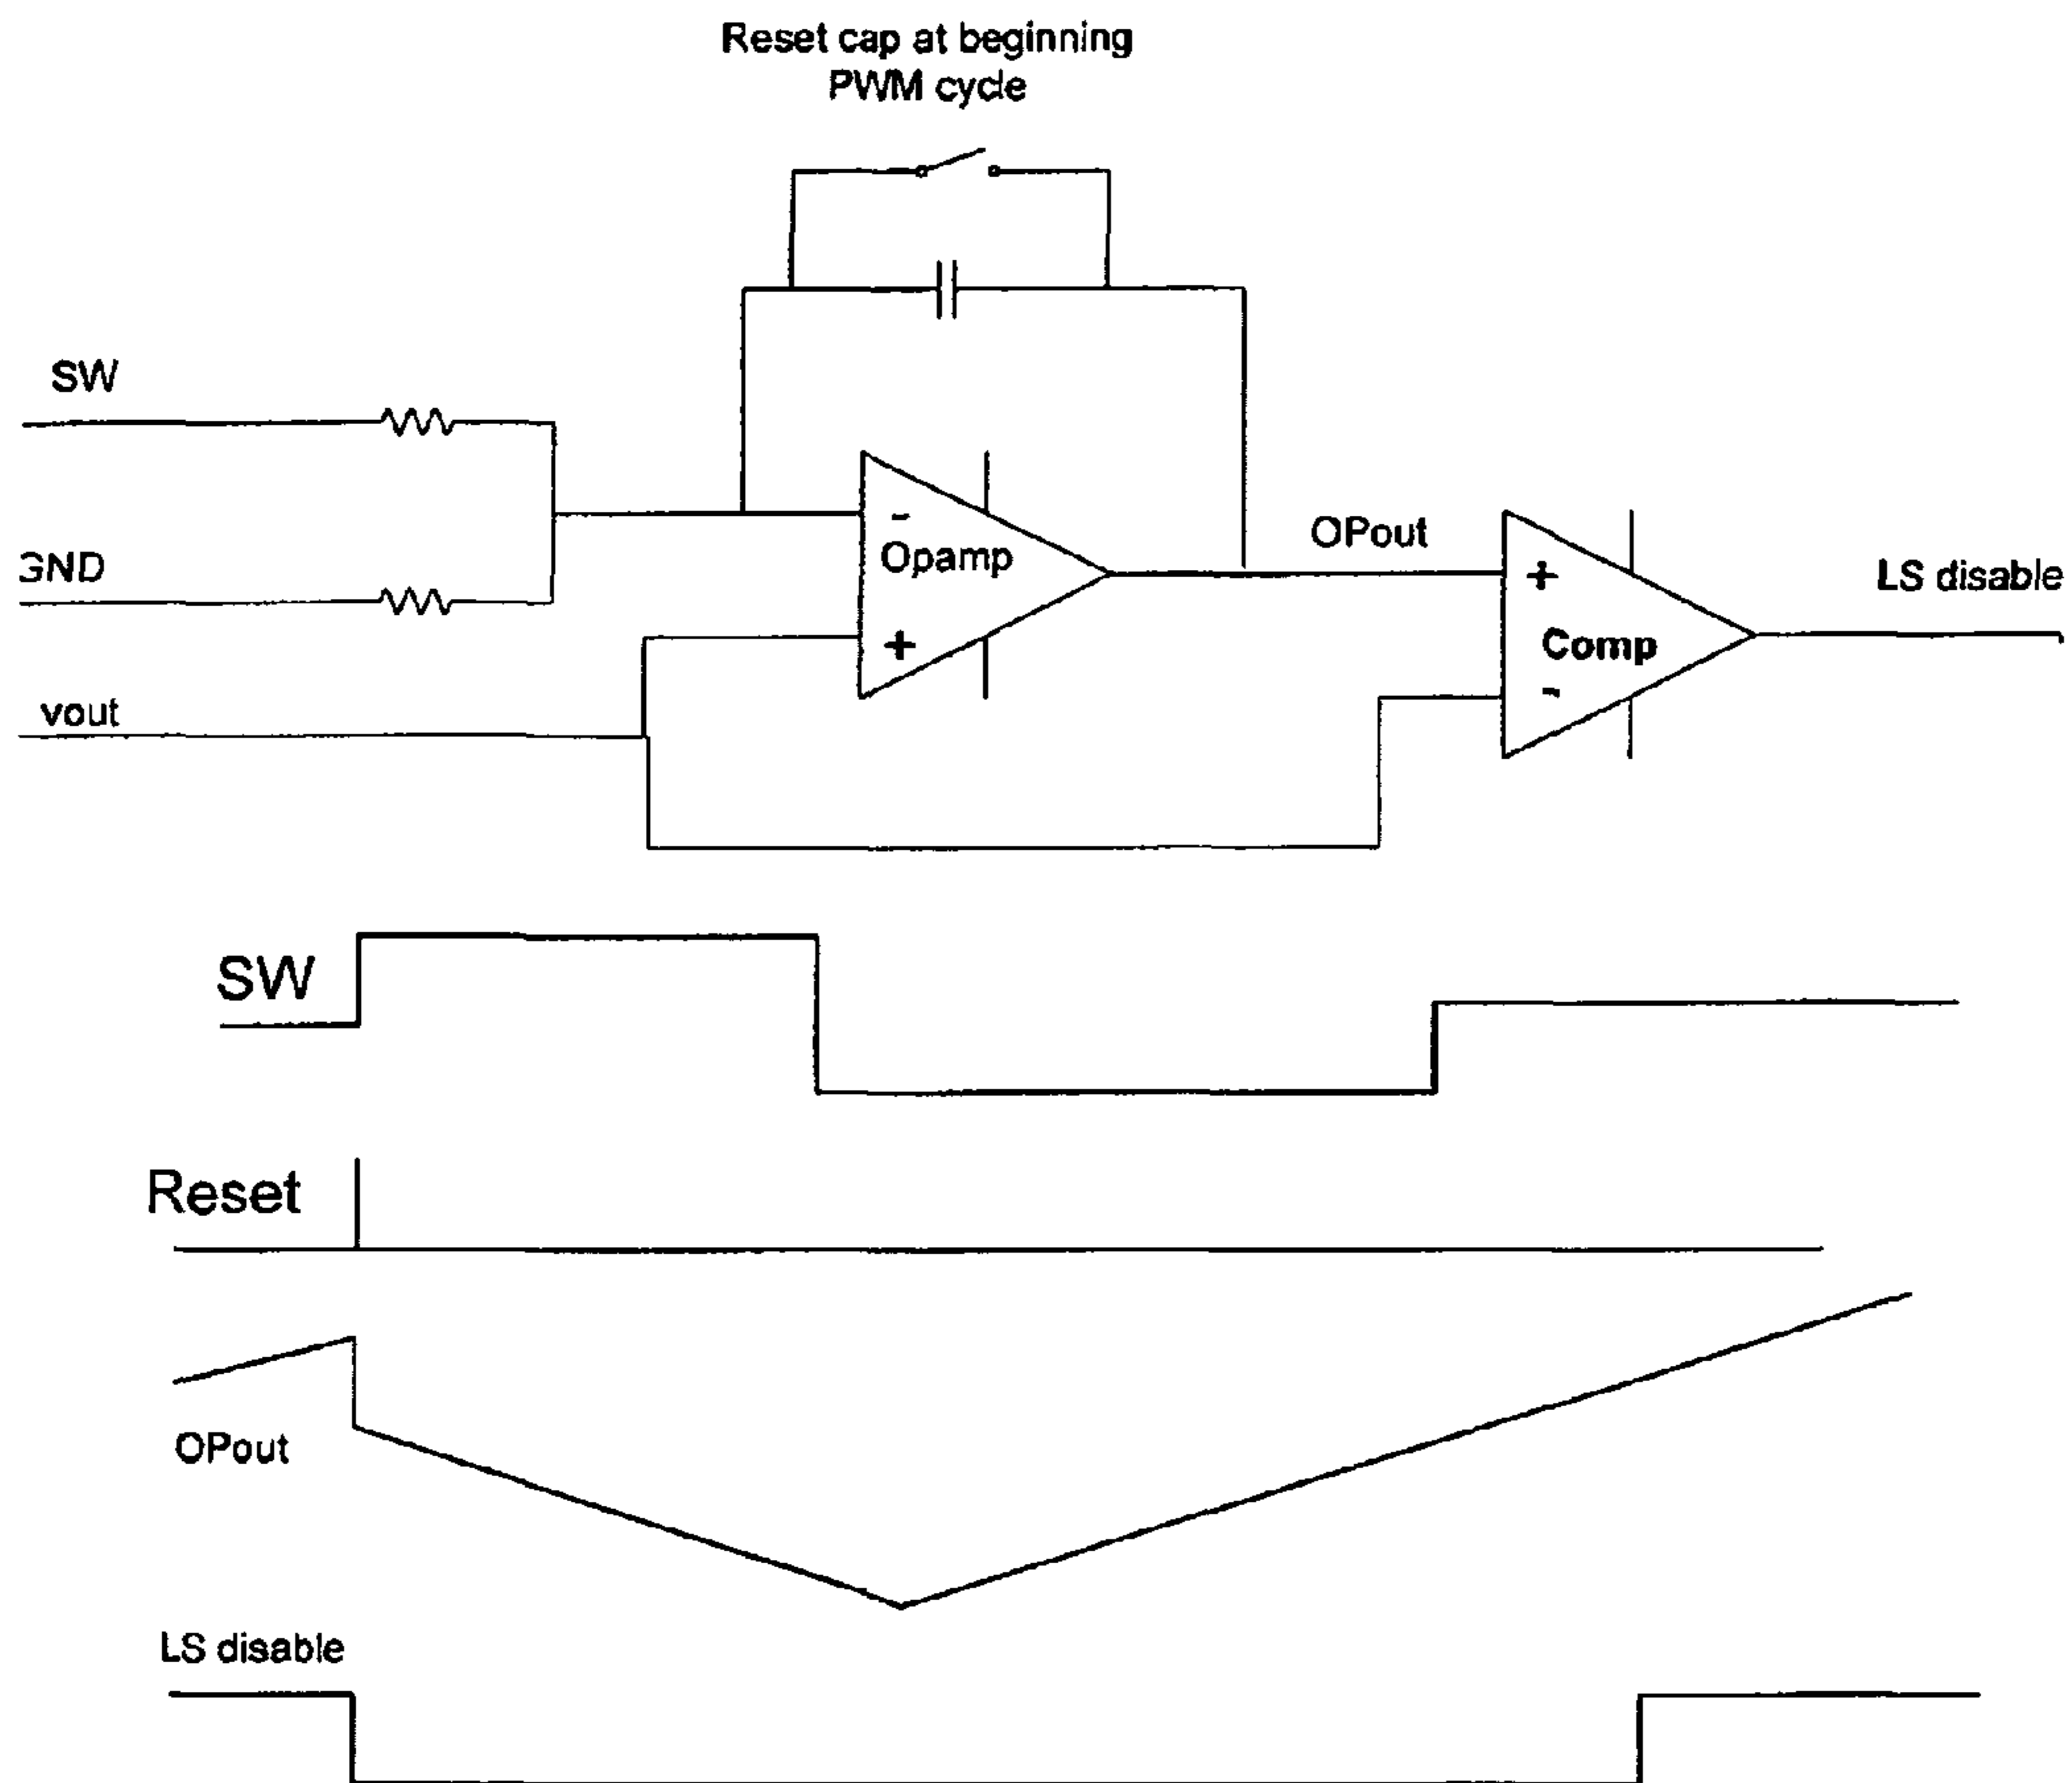 Reset cap at beginning
PWM cycle
SW
GND
vout
-
Opamp
+
OPout
+
Comp
-
LS disable
SW
Reset
OPout
LS disable